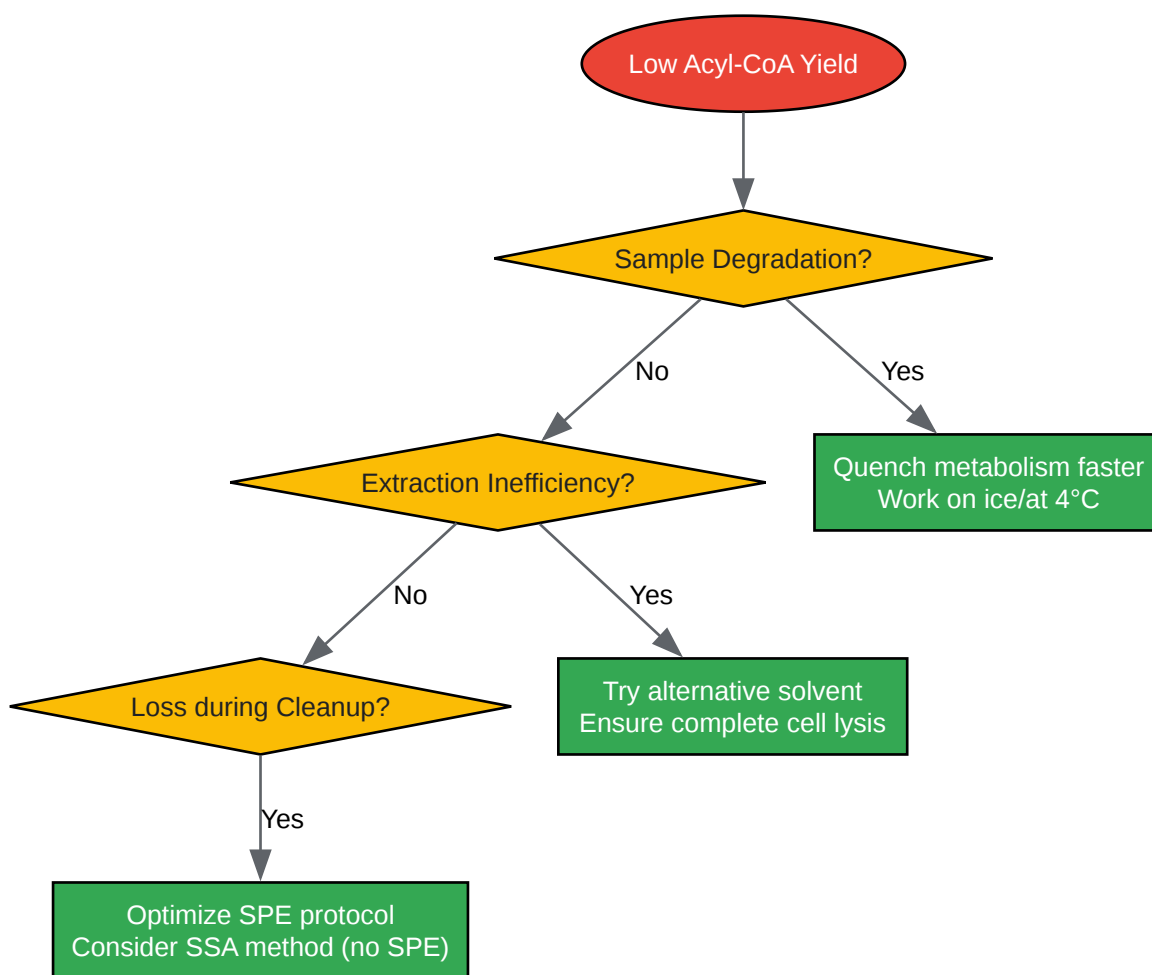 Low Acyl-CoA Yield
Sample Degradation?
No
Yes
Extraction Inefficiency?
Quench metabolism faster
Work on ice/at 4°C
No
Yes
Loss during Cleanup?
Try alternative solvent
Ensure complete cell lysis
Yes
Optimize SPE protocol
Consider SSA method (no SPE)